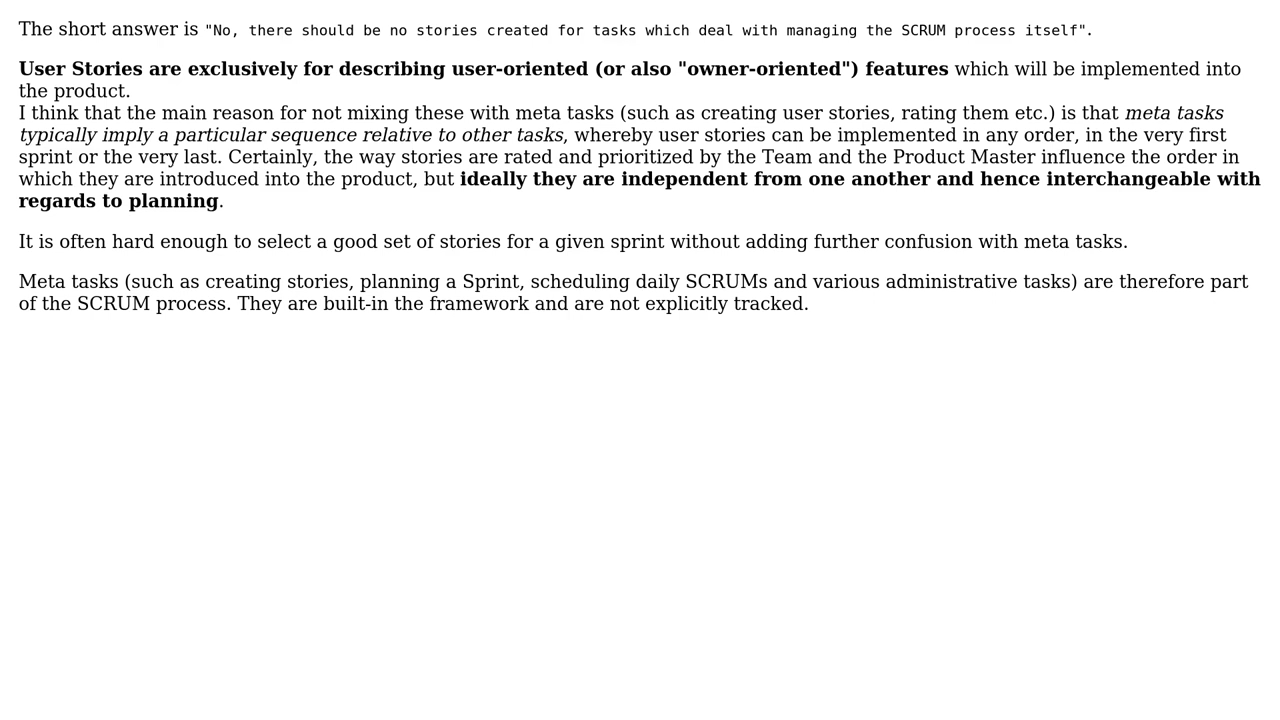 The short answer is "No, there should be no stories created for tasks which deal with managing the SCRUM process itself".
User Stories are exclusively for describing user-oriented (or also "owner-oriented") features which will be implemented into
the product.
I think that the main reason for not mixing these with meta tasks (such as creating user stories, rating them etc.) is that meta tasks
typically imply a particular sequence relative to other tasks, whereby user stories can be implemented in any order, in the very first
sprint or the very last. Certainly, the way stories are rated and prioritized by the Team and the Product Master influence the order in
which they are introduced into the product, but ideally they are independent from one another and hence interchangeable with
regards to planning.
It is often hard enough to select a good set of stories for a given sprint without adding further confusion with meta tasks.
Meta tasks (such as creating stories, planning a Sprint, scheduling daily SCRUMs and various administrative tasks) are therefore part
of the SCRUM process. They are built-in the framework and are not explicitly tracked.